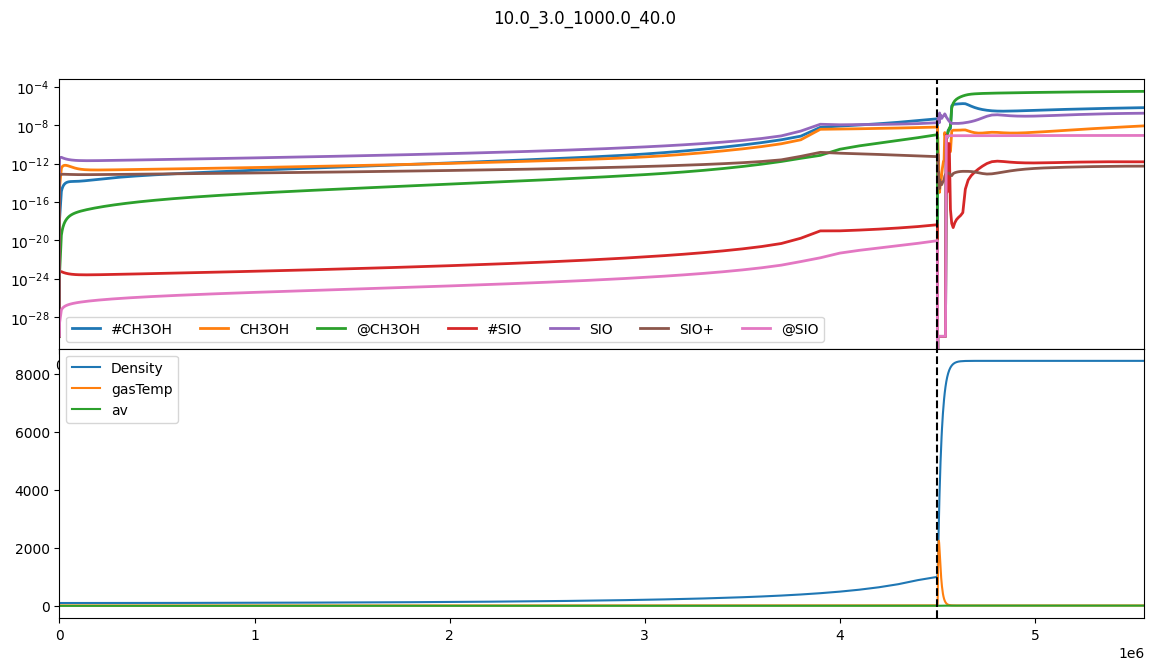 10.0_3.0_1000.0_40.0
10⁻⁴
10⁻⁸
10⁻¹²
10⁻¹⁶
10⁻²⁰
10⁻²⁴
10⁻²⁸
#CH3OH CH3OH @CH3OH #SIO SIO SIO+ @SIO
8000
6000
4000
2000
0
Density
gasTemp
av
0 1 2 3 4 5
1e6